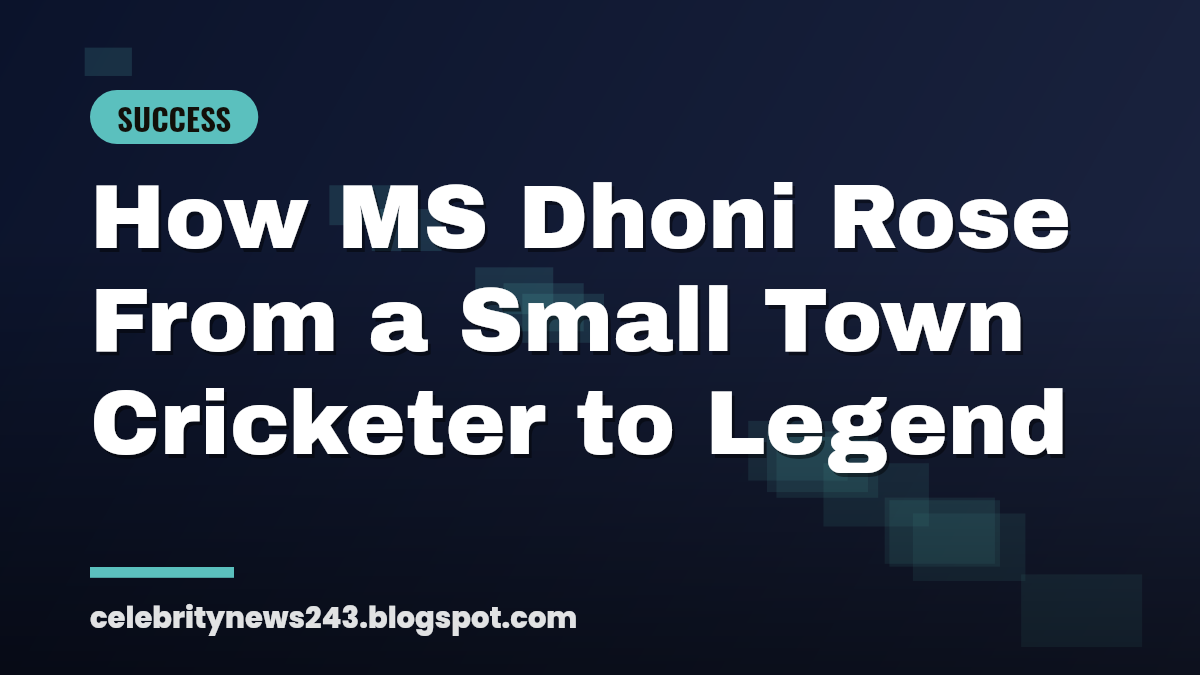 SUCCESS
How MS Dhoni Rose
From a Small Town
Cricketer to Legend
celebritynews243.blogspot.com